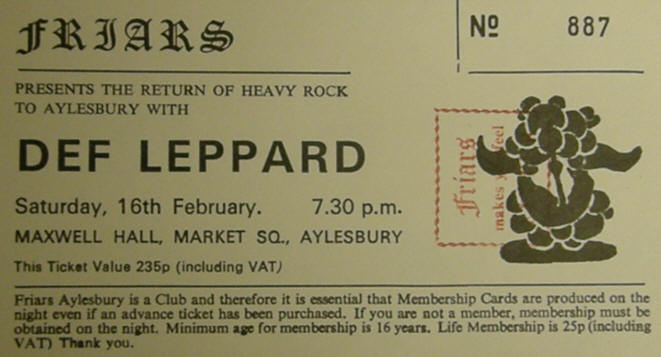 FRIARS
Nº 887
PRESENTS THE RETURN OF HEAVY ROCK
TO AYLESBURY WITH
DEF LEPPARD
Saturday, 16th February. 7.30 p.m.
MAXWELL HALL, MARKET SQ., AYLESBURY
This Ticket Value 235p (including VAT)
Friars
makes feel
Friars Aylesbury is a Club and therefore it is essential that Membership Cards are produced on the
night even if an advance ticket has been purchased. If you are not a member, membership must be
obtained on the night. Minimum age for membership is 16 years. Life Membership is 25p (including
VAT) Thank you.